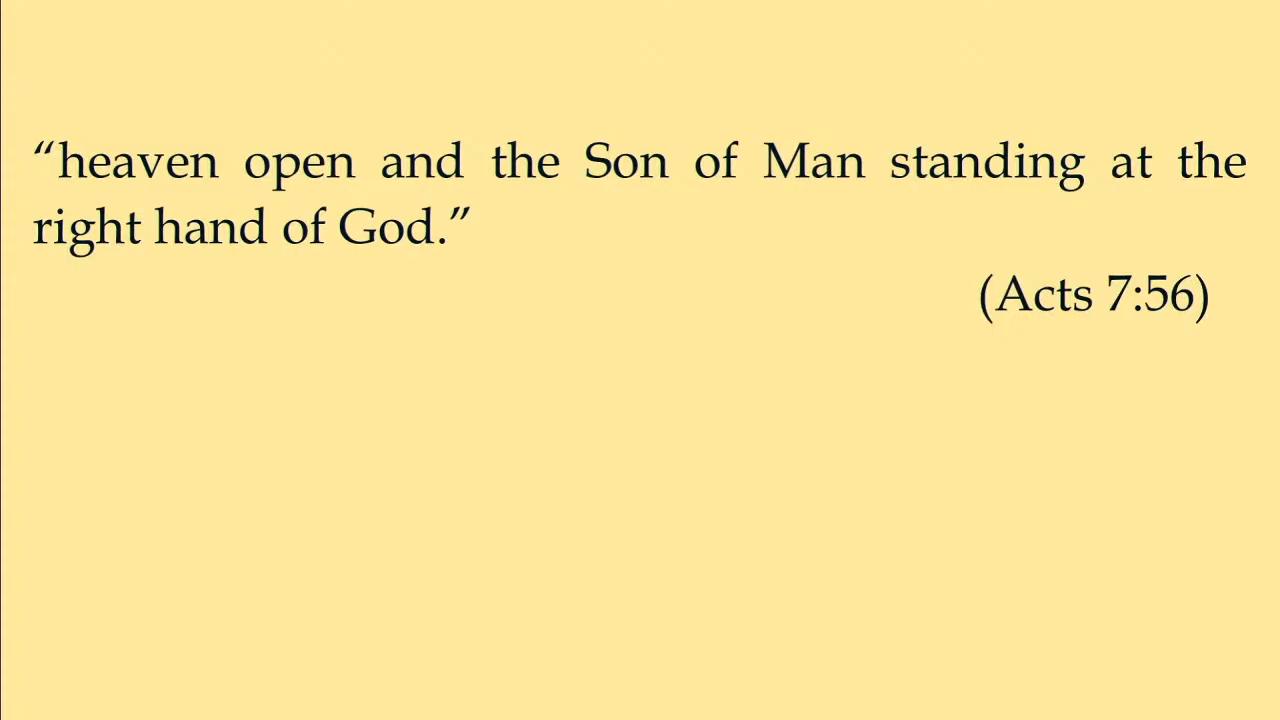 “heaven open and the Son of Man standing at the
right hand of God.”
(Acts 7:56)